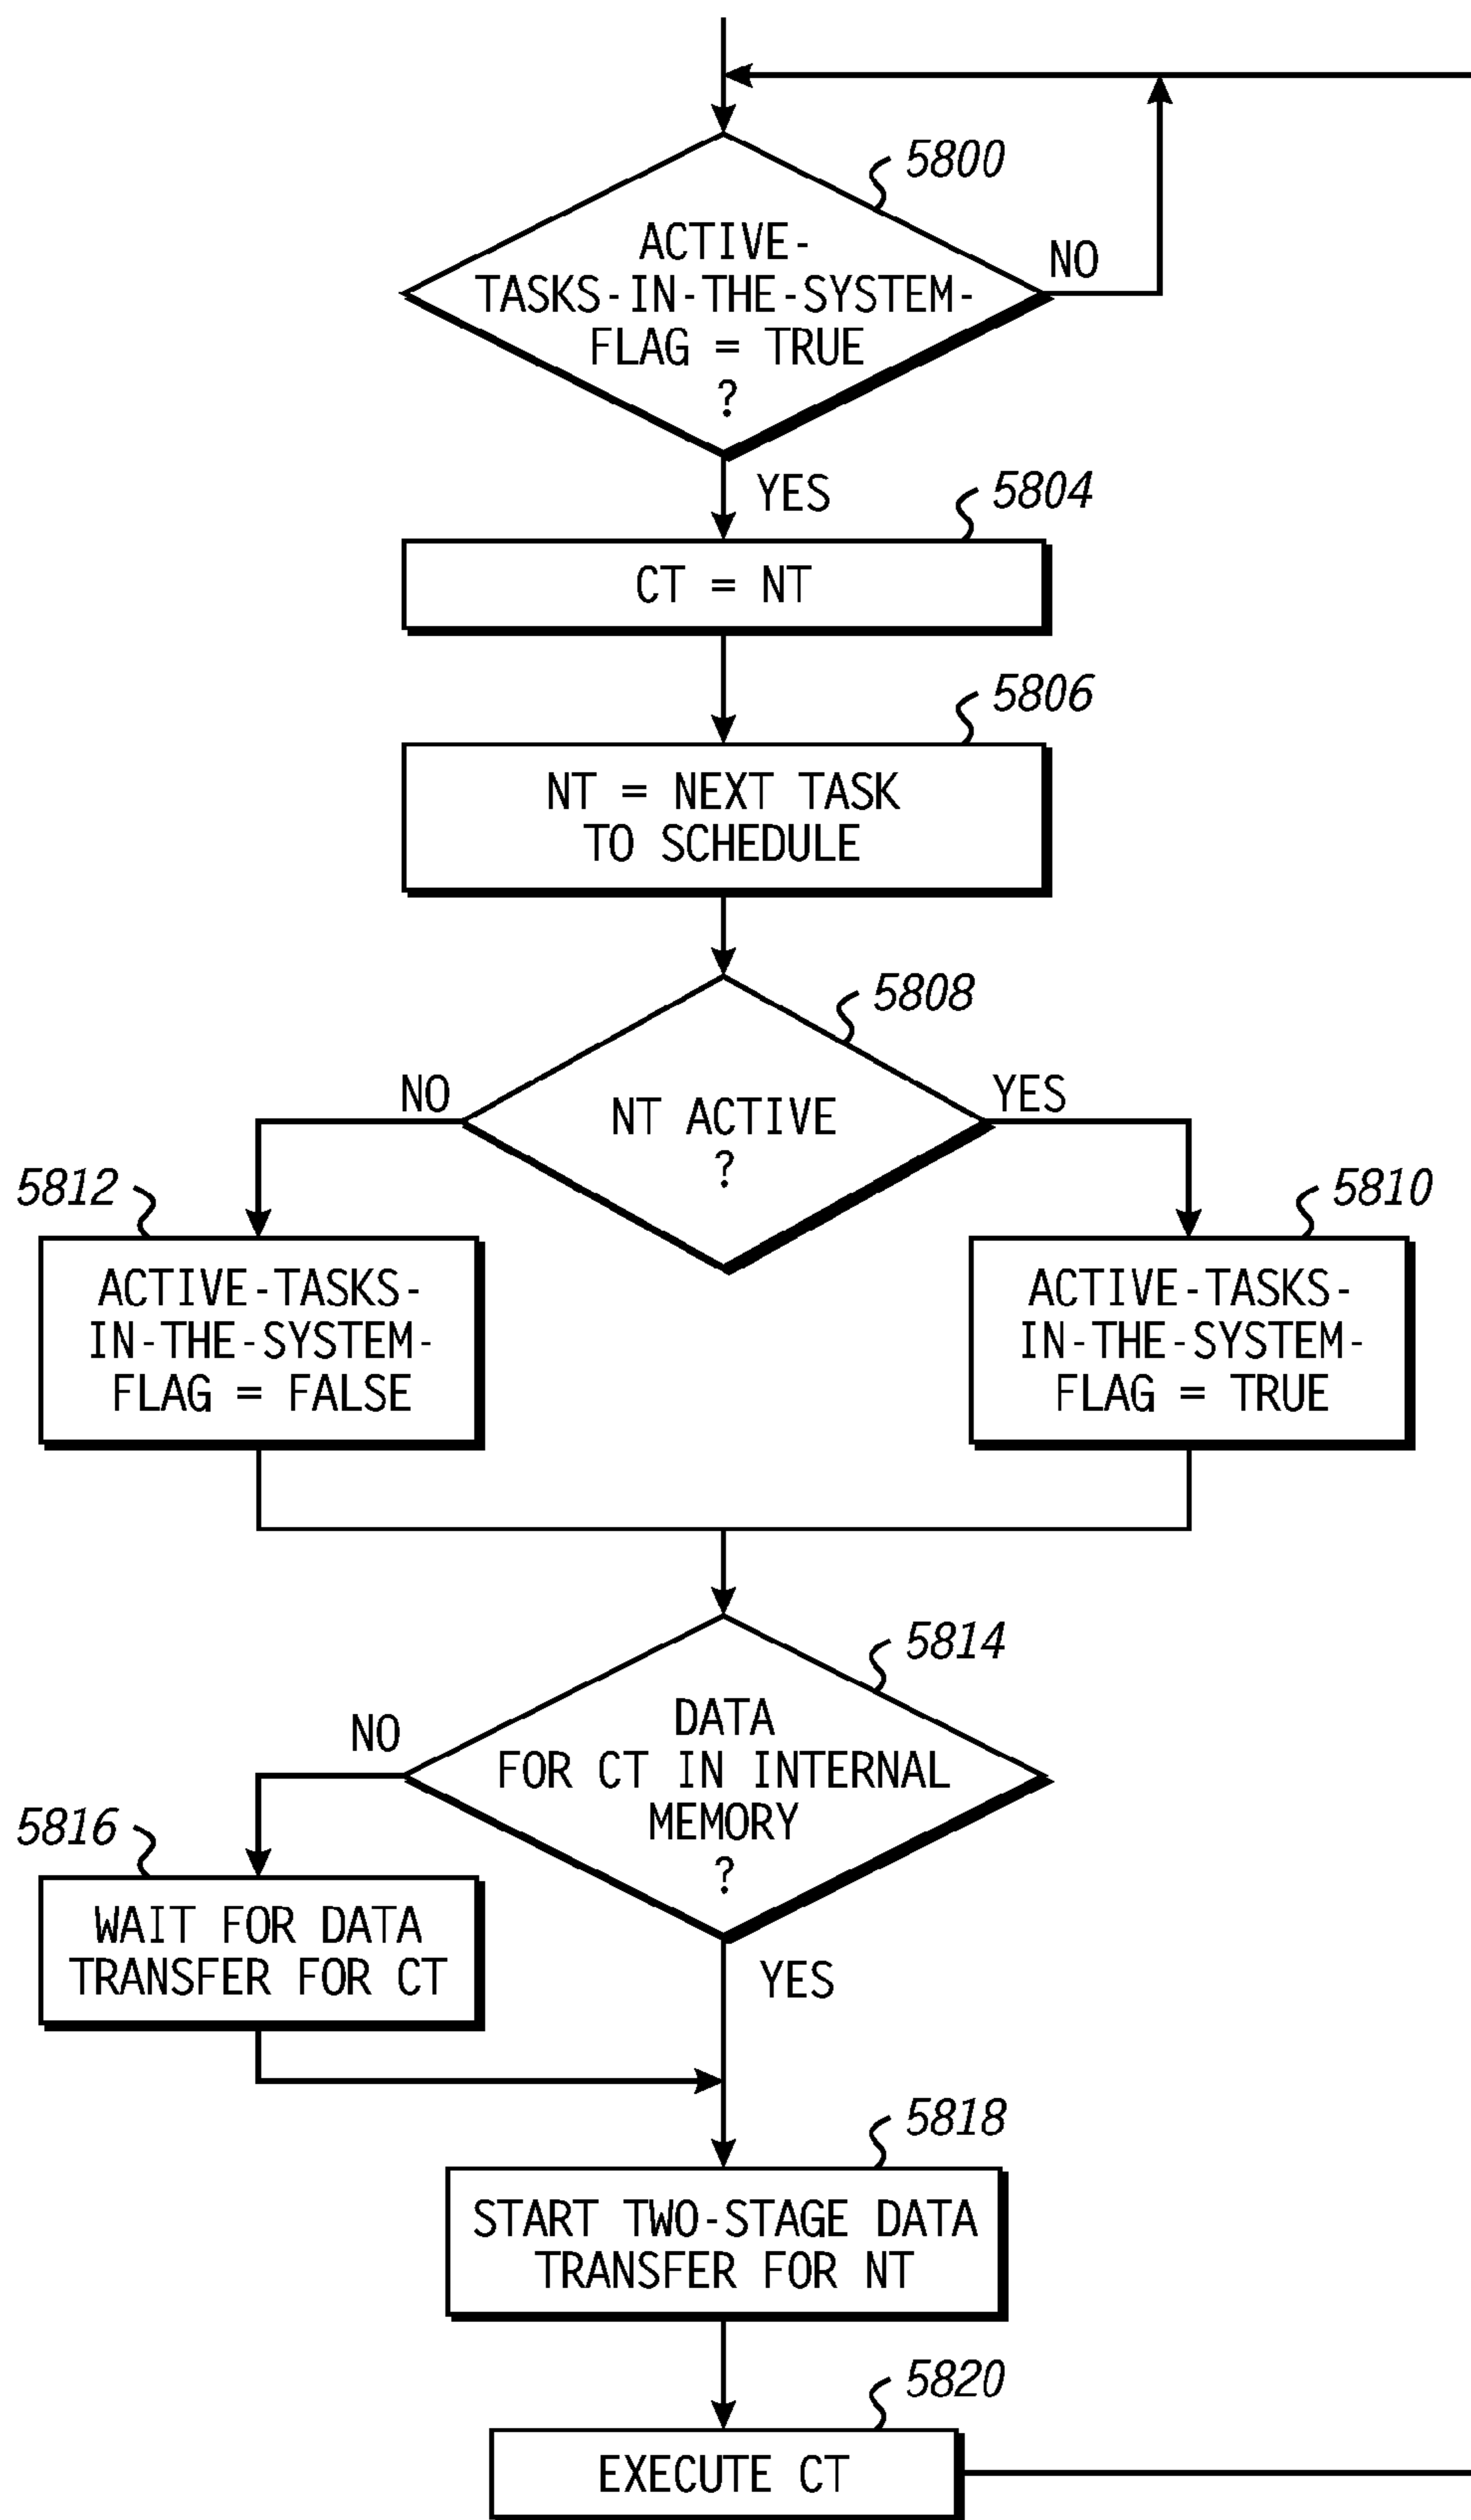 5800
ACTIVE-
TASKS-IN-THE-SYSTEM-
FLAG = TRUE
?
NO
YES
5804
CT = NT
5806
NT = NEXT TASK
TO SCHEDULE
5808
NO
NT ACTIVE
?
YES
5812
ACTIVE-TASKS-
IN-THE-SYSTEM-
FLAG = FALSE
5810
ACTIVE-TASKS-
IN-THE-SYSTEM-
FLAG = TRUE
5814
NO
DATA
FOR CT IN INTERNAL
MEMORY
?
YES
5816
WAIT FOR DATA
TRANSFER FOR CT
5818
START TWO-STAGE DATA
TRANSFER FOR NT
5820
EXECUTE CT